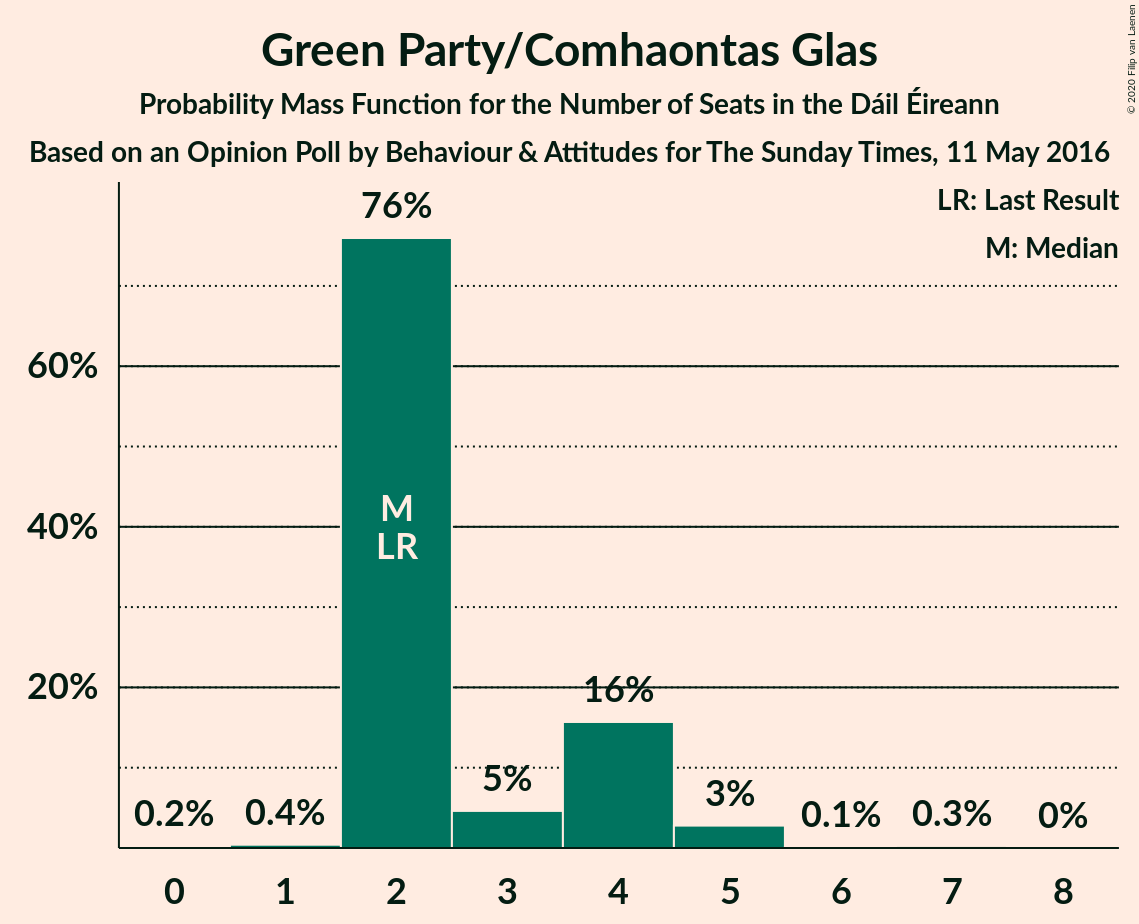 Green Party/Comhaontas Glas
Probability Mass Function for the Number of Seats in the Dáil Éireann
Based on an Opinion Poll by Behaviour & Attitudes for The Sunday Times, 11 May 2016
© 2020 Filip van Laenen
LR: Last Result
M: Median
76%
60%
40%
20%
M
LR
0.2%
0.4%
5%
16%
3%
0.1%
0.3%
0%
0 1 2 3 4 5 6 7 8